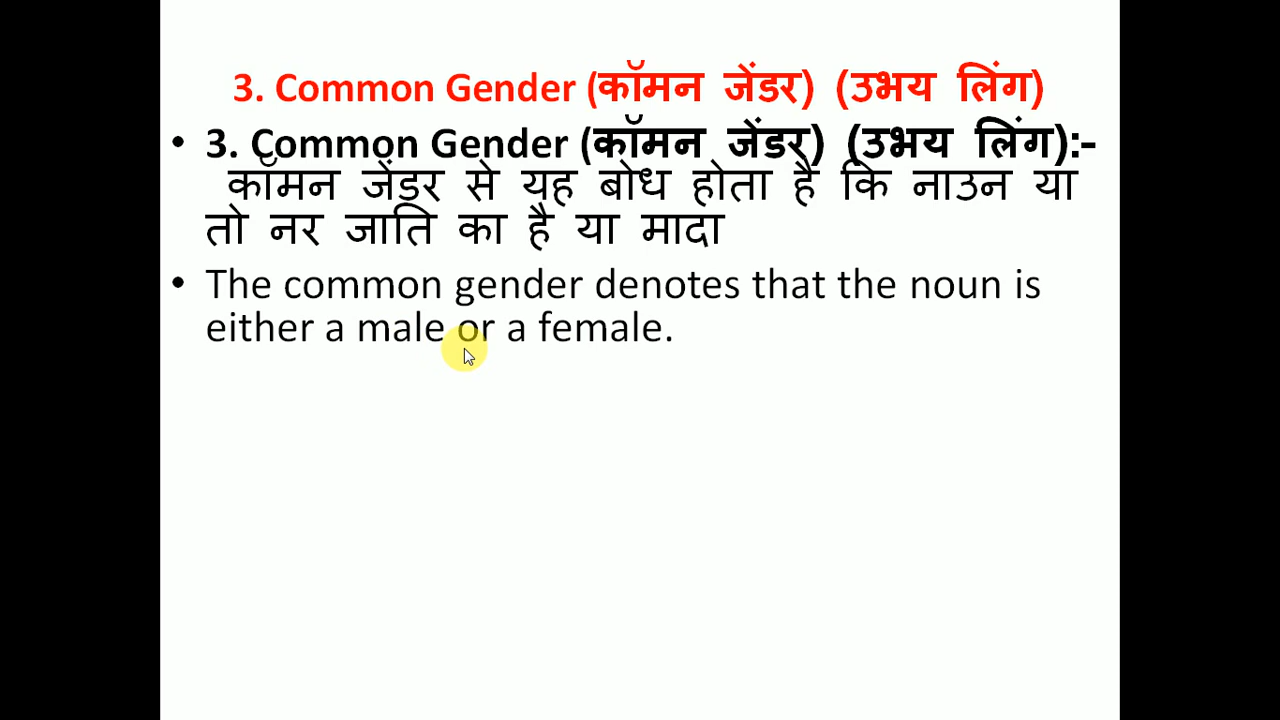 3. Common Gender (कॉमन जेंडर) (उभय लिंग)
• 3. Common Gender (कॉमन जेंडर) (उभय लिंग):-
कॉमन जेंडर से यह बोध होता है कि नाउन या
तो नर जाति का है या मादा
• The common gender denotes that the noun is
either a male or a female.